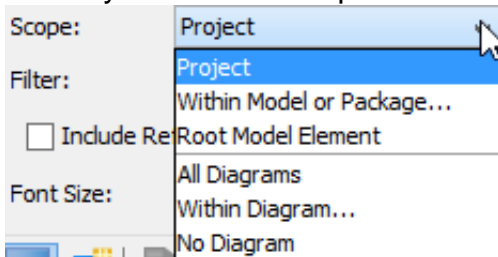 Scope: Project
Project
Filter:
Within Model or Package...
Include Re Root Model Element
All Diagrams
Font Size:
Within Diagram...
No Diagram